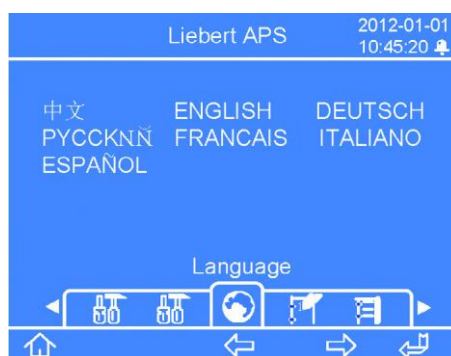 Liebert APS
2012-01-01
10:45:20
中文 ENGLISH DEUTSCH
PYCCKNÑ FRANCAIS ITALIANO
ESPAÑOL
Language